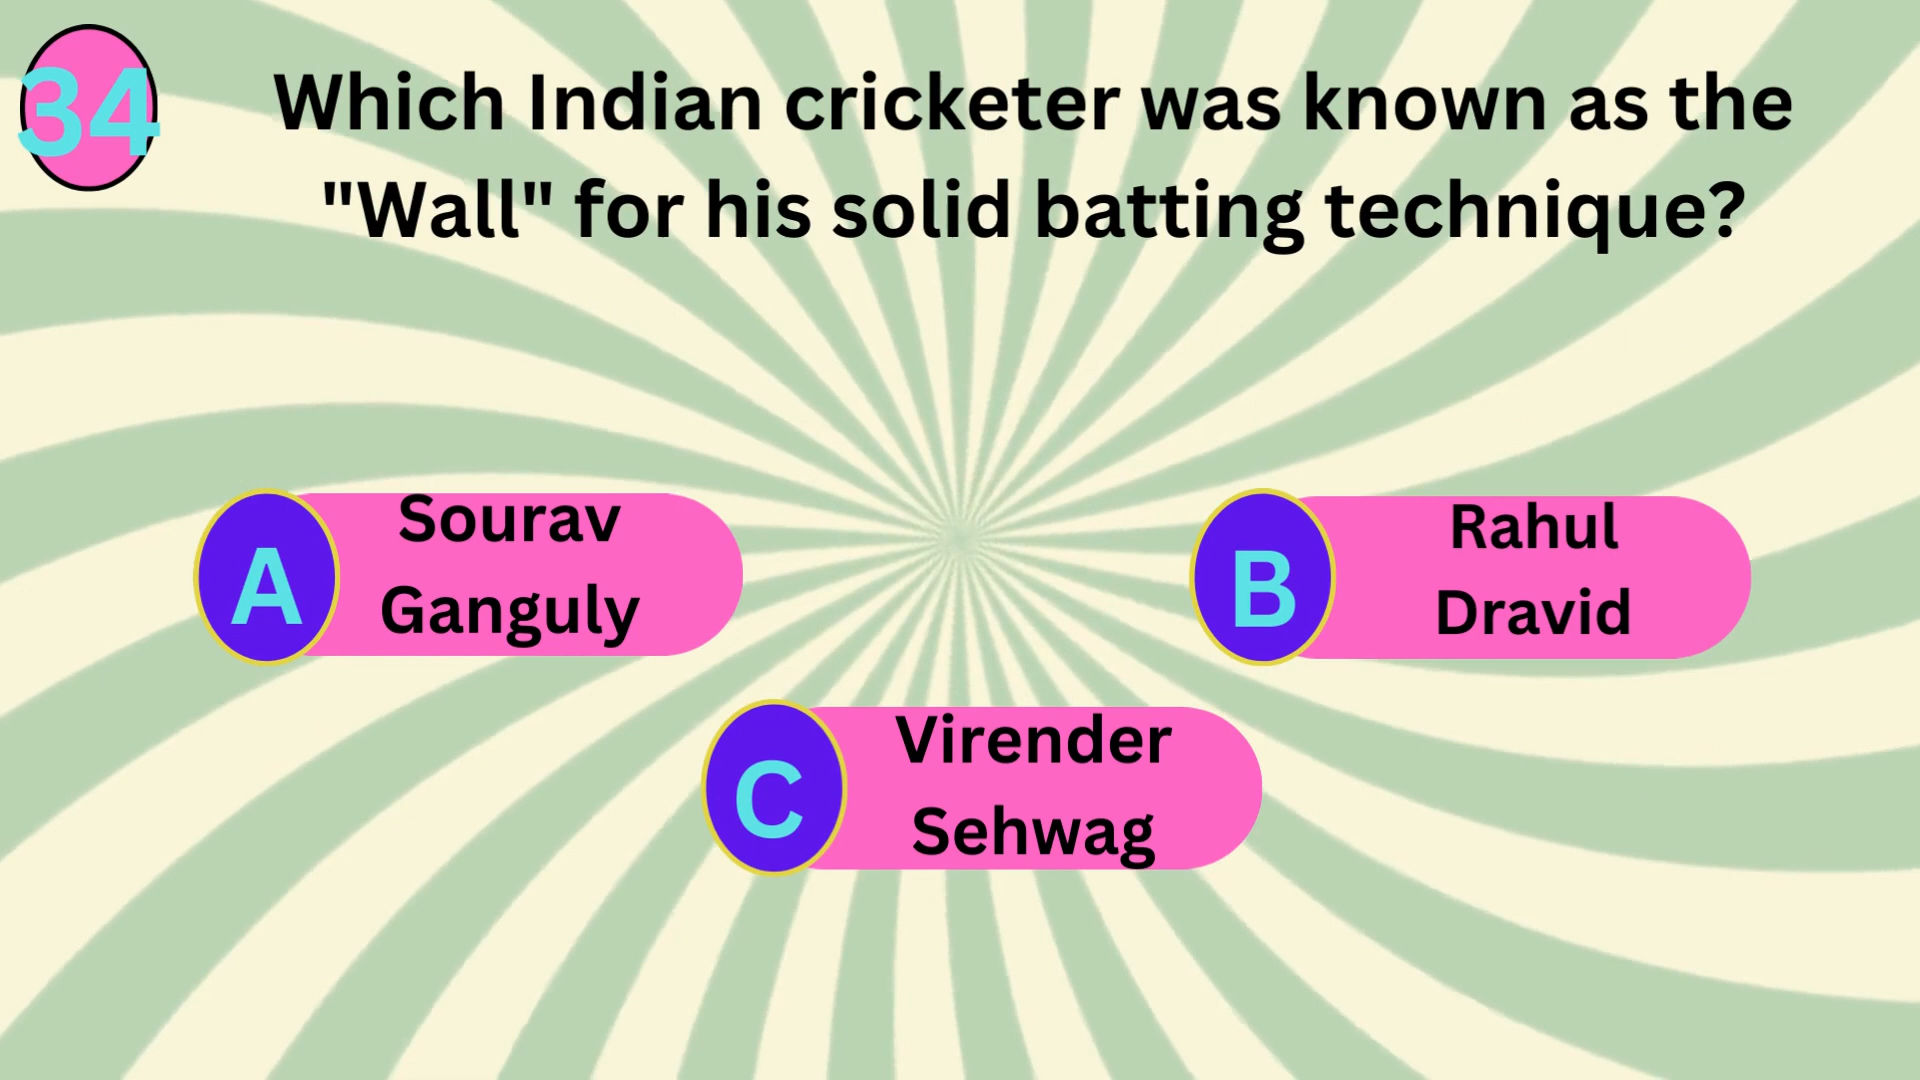 34
Which Indian cricketer was known as the
"Wall" for his solid batting technique?
A
Sourav
Ganguly
B
Rahul
Dravid
C
Virender
Sehwag